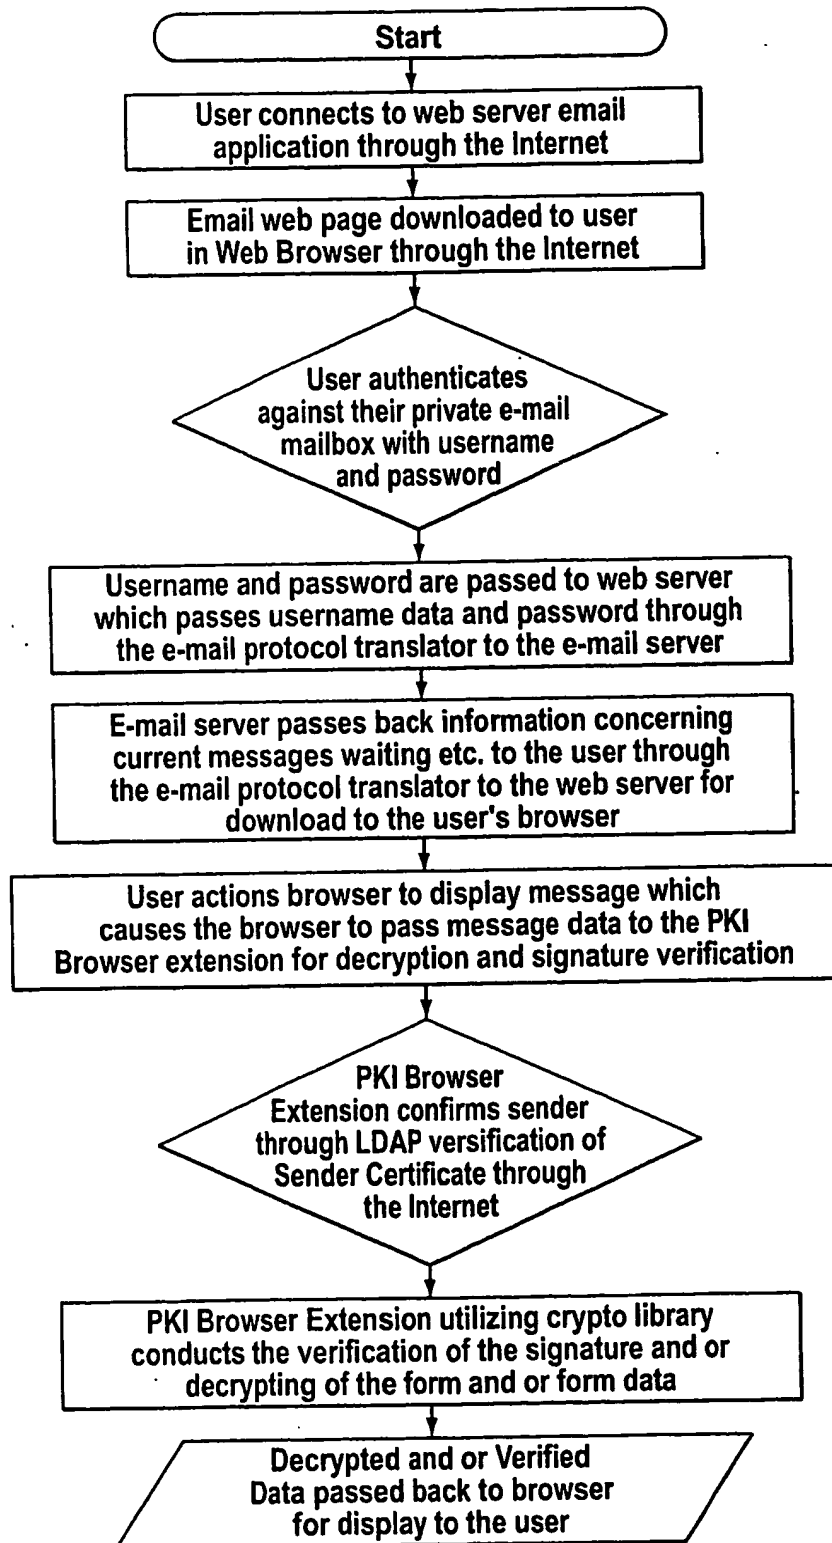 Start
User connects to web server email
application through the Internet
Email web page downloaded to user
in Web Browser through the Internet
User authenticates
against their private e-mail
mailbox with username
and password
Username and password are passed to web server
which passes username data and password through
the e-mail protocol translator to the e-mail server
E-mail server passes back information concerning
current messages waiting etc. to the user through
the e-mail protocol translator to the web server for
download to the user's browser
User actions browser to display message which
causes the browser to pass message data to the PKI
Browser extension for decryption and signature verification
PKI Browser
Extension confirms sender
through LDAP versification of
Sender Certificate through
the Internet
PKI Browser Extension utilizing crypto library
conducts the verification of the signature and or
decrypting of the form and or form data
Decrypted and or Verified
Data passed back to browser
for display to the user